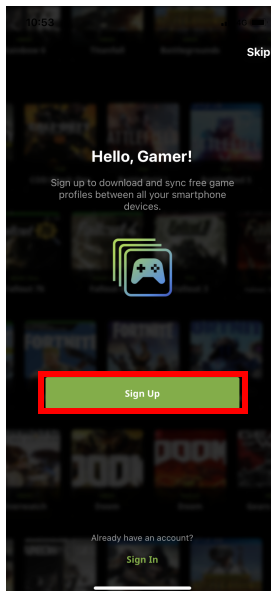 10:53
Skip
Hello, Gamer!
Sign up to download and sync free game
profiles between all your smartphone
devices.
Sign Up
Already have an account?
Sign In